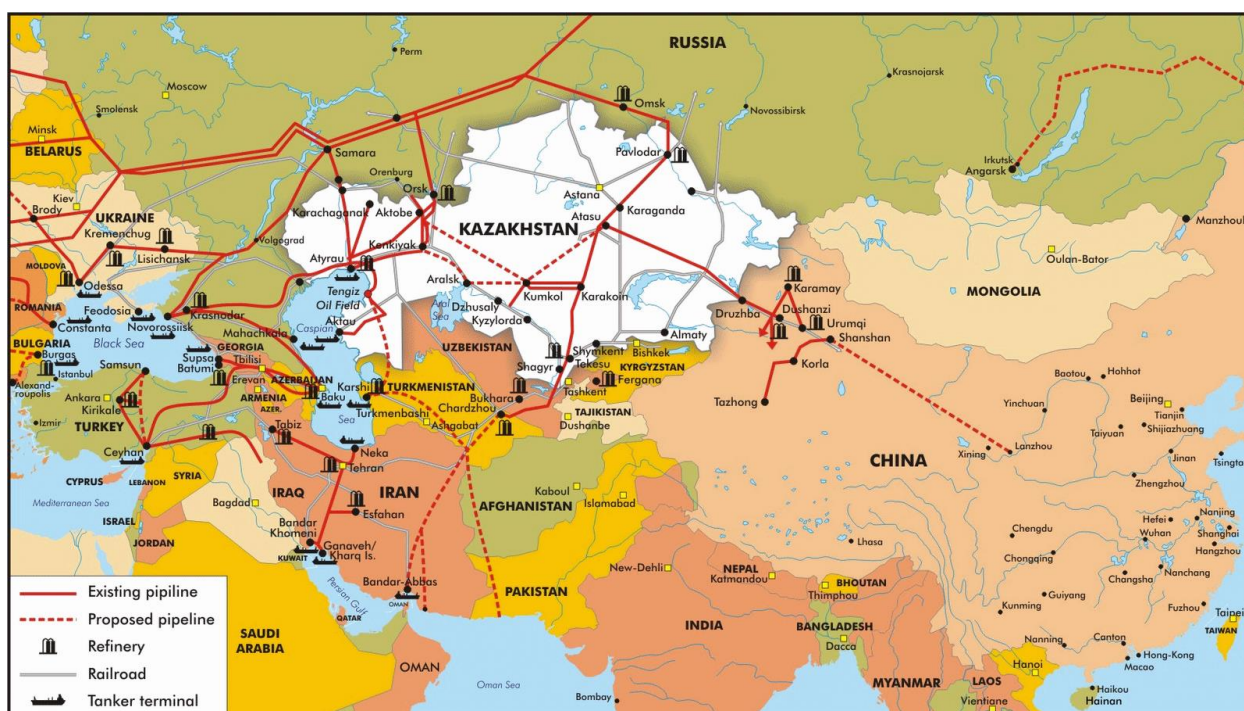 RUSSIA
Perm
Krasnojarsk
Moscow
Omsk
Novossibirsk
Smolensk
Minsk
BELARUS
Samara
Pavlodar
Irkutsk
Angarsk
Orenburg
Orsk
Astana
Kiev
Brody
UKRAINE
Karachaganak
Aktobe
Karaganda
Manzhouli
Kremenchug
Atasu
KAZAKHSTAN
Volgograd
Lisichansk
Kenkiyak
Oulan-Bator
MOLDOVA
Atyrau
Odessa
Aralsk
MONGOLIA
Tengiz
Oil Field
Kumkol
Karakoin
Karamay
ROMANIA
Feodosia
Krasnodar
Dzhusaly
Druzhba
Dushanzi
Constanta
Novorossiisk
Aral
Sea
Kyzylorda
Urumqi
Mahachkala
Caspian
Aktau
Almaty
Shanshan
BULGARIA
Black Sea
GEORGIA
UZBEKISTAN
Shymkent
Bishkek
Burgas
Istanbul
Samsun
Supsa
Tbilisi
Tekesu
KYRGYZSTAN
Korla
Batumi
Shagyr
Fergana
Alexand-
roupolis
Erevan
AZERBAIJAN
Karshi
TURKMENISTAN
Bukhara
Tashkent
Baotou
Hohhot
Ankara
Kirikale
ARMENIA
AZER.
Baku
Turkmenbashi
Chardzhou
TAJIKISTAN
Tazhong
Yinchuan
Beijing
Tianjin
Izmir
TURKEY
Tabiz
Sea
Ashgabat
Dushanbe
Taiyuan
Shijiazhuang
Ceyhan
Neka
Xining
Lanzhou
Jinan
Tsingtao
CYPRUS
SYRIA
Tehran
CHINA
LEBANON
Zhengzhou
Mediterranean Sea
IRAQ
IRAN
Kaboul
Islamabad
Bagdad
AFGHANISTAN
ISRAEL
Esfahan
Nanjing
Bandar
Khomeni
Hefei
Wuhan
Shanghai
Chengdu
Hangzhou
JORDAN
Lhasa
Chongqing
KUWAIT
Ganaveh/
Kharq Is.
New-Dehli
NEPAL
Katmandou
Nanchang
Changsha
Bandar-Abbas
OMAN
PAKISTAN
BHOUTAN
Thimphou
Guiyang
Existing pipiline
Persian Gulf
Kunming
Fuzhou
Taipei
Proposed pipeline
QATAR
INDIA
BANGLADESH
TAIWAN
Refinery
SAUDI
ARABIA
Dacca
Nanning
Canton
Hong-Kong
Macao
Railroad
OMAN
Oman Sea
MYANMAR
LAOS
Hanoi
Tanker terminal
Bombay
Vientiane
Haikou
Hainan